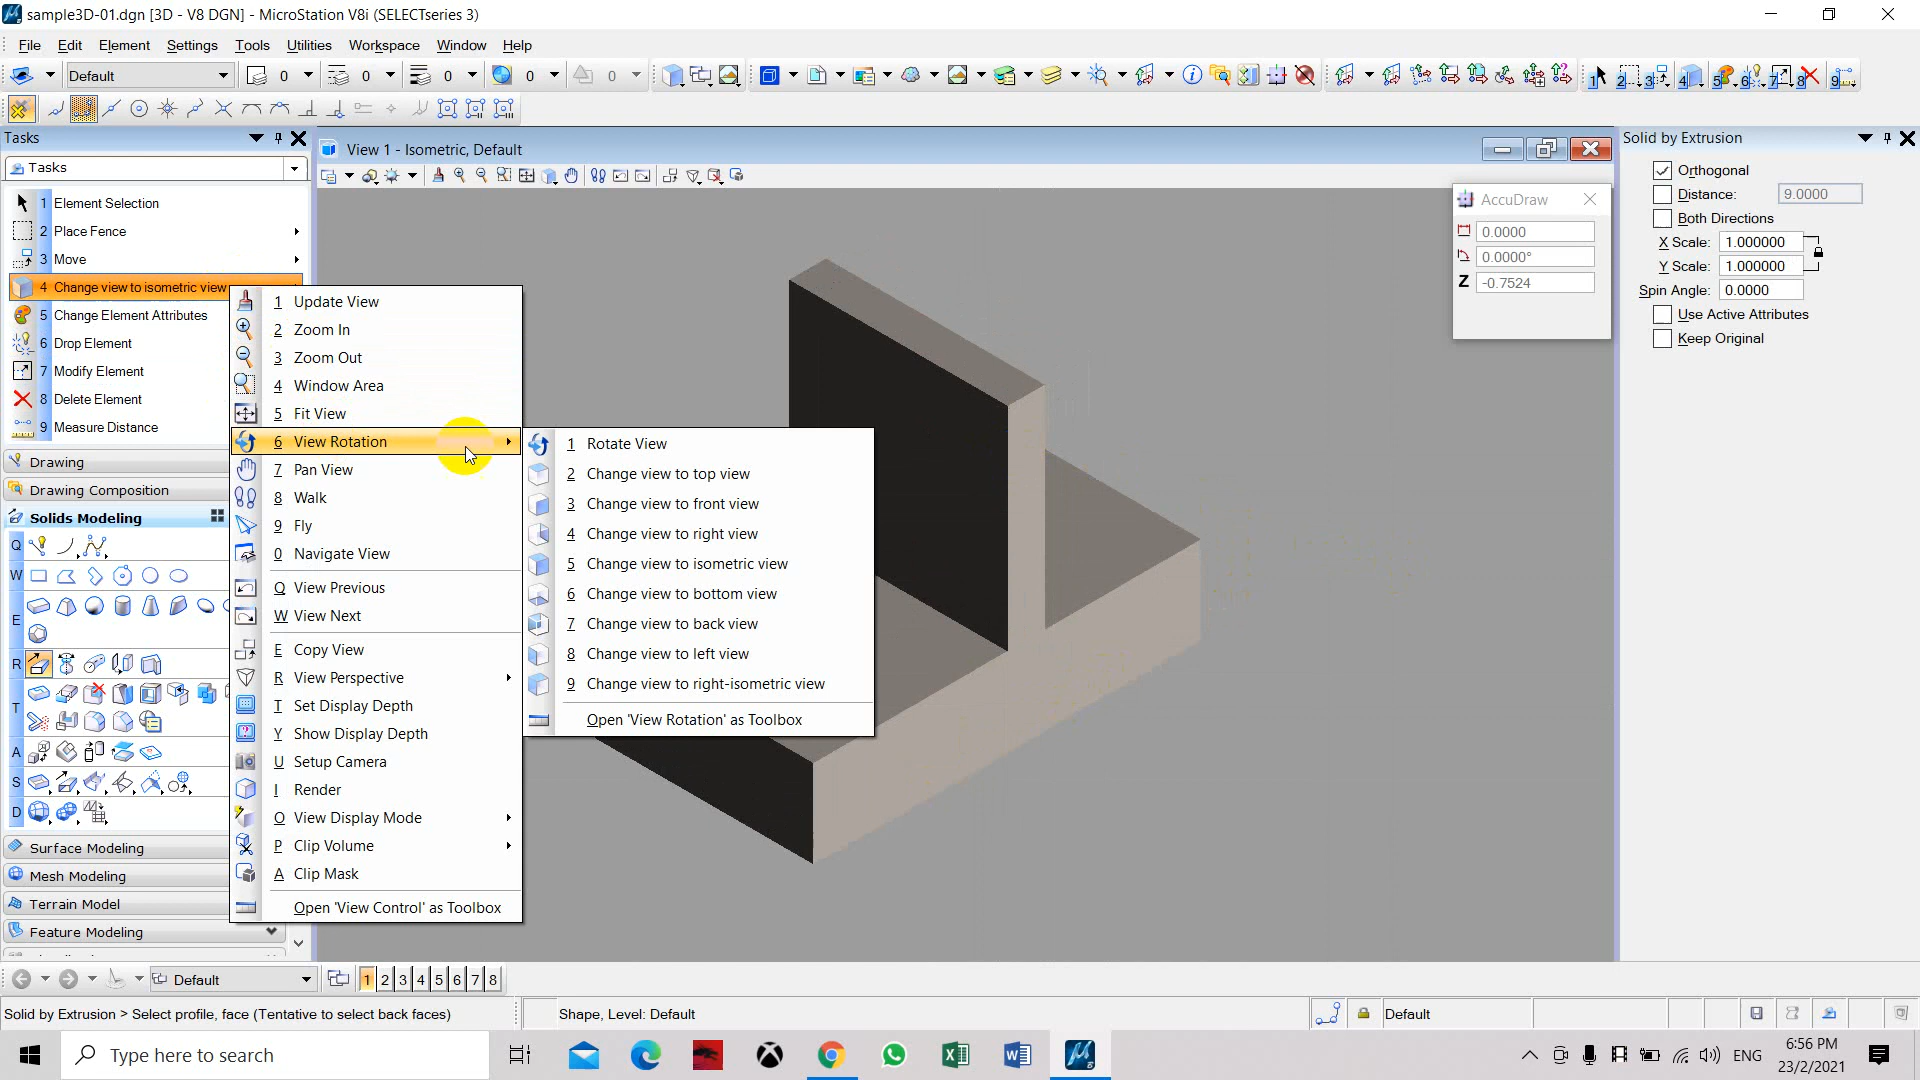 sample3D-01.dgn [3D - V8 DGN] - MicroStation V8i (SELECTseries 3)
File Edit Element Settings Tools Utilities Workspace Window Help
Default 0 0 0 0 0
1 2 3 4 5 6 7 8 9
Tasks
Tasks
1 Element Selection
2 Place Fence
3 Move
4 Change view to isometric view
5 Change Element Attributes
6 Drop Element
7 Modify Element
8 Delete Element
9 Measure Distance
Drawing
Drawing Composition
Solids Modeling
Q
W
E
R
T
A
S
D
Surface Modeling
Mesh Modeling
Terrain Model
Feature Modeling
1 Update View
2 Zoom In
3 Zoom Out
4 Window Area
5 Fit View
6 View Rotation
7 Pan View
8 Walk
9 Fly
0 Navigate View
Q View Previous
W View Next
E Copy View
R View Perspective
T Set Display Depth
Y Show Display Depth
U Setup Camera
I Render
O View Display Mode
P Clip Volume
A Clip Mask
Open 'View Control' as Toolbox
1 Rotate View
2 Change view to top view
3 Change view to front view
4 Change view to right view
5 Change view to isometric view
6 Change view to bottom view
7 Change view to back view
8 Change view to left view
9 Change view to right-isometric view
Open 'View Rotation' as Toolbox
View 1 - Isometric, Default
AccuDraw
0.0000
0.0000°
Z -0.7524
Solid by Extrusion
Orthogonal
Distance: 9.0000
Both Directions
X Scale: 1.000000
Y Scale: 1.000000
Spin Angle: 0.0000
Use Active Attributes
Keep Original
Default 1 2 3 4 5 6 7 8
Solid by Extrusion > Select profile, face (Tentative to select back faces) Shape, Level: Default Default
Type here to search
ENG
6:56 PM
23/2/2021